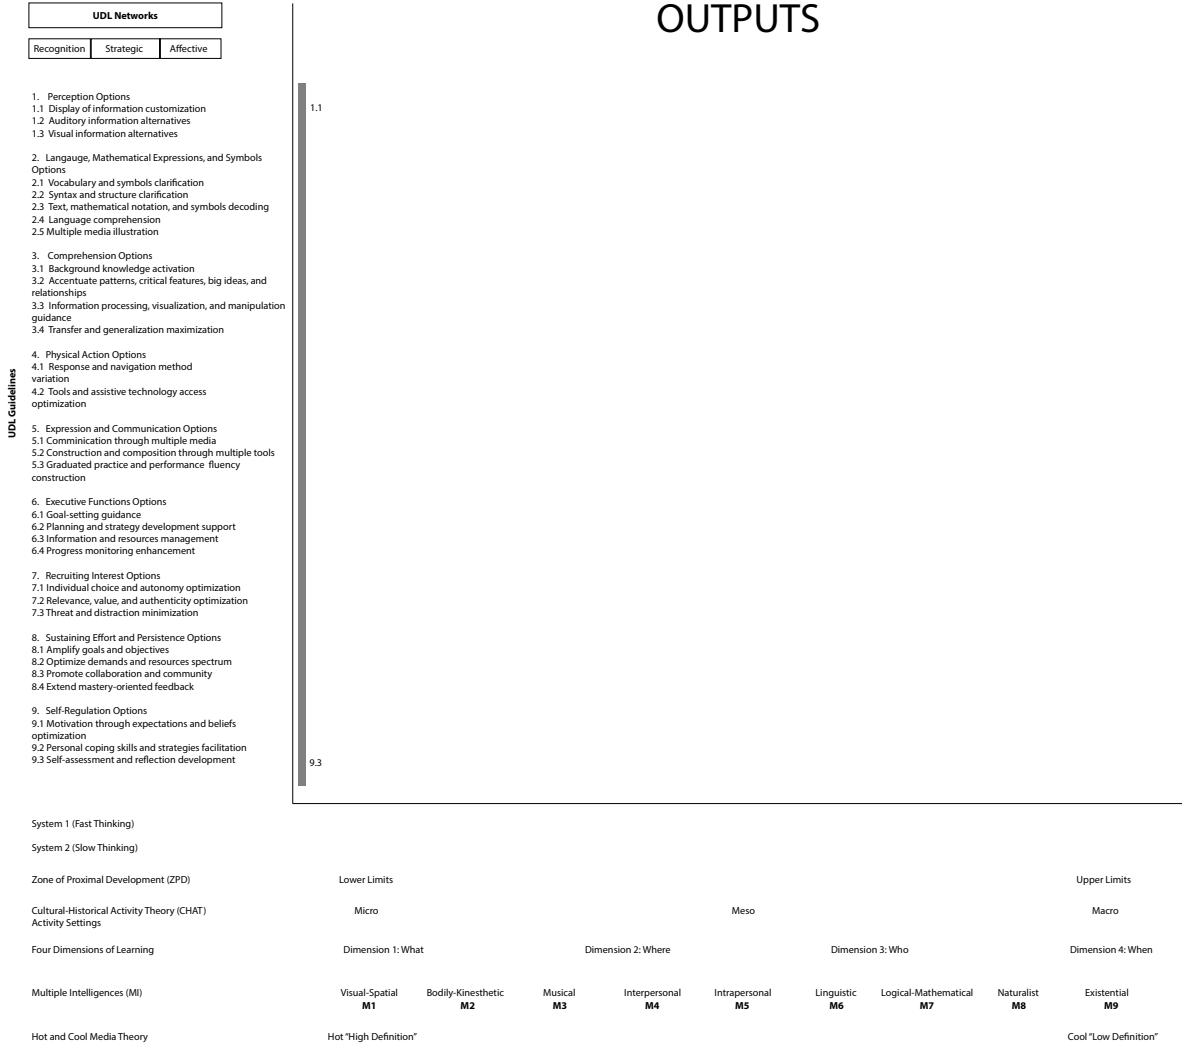 OUTPUTS
UDL Networks
Recognition Strategic Affective
UDL Guidelines
1. Perception Options
1.1 Display of information customization
1.2 Auditory information alternatives
1.3 Visual information alternatives
2. Langauge, Mathematical Expressions, and Symbols
Options
2.1 Vocabulary and symbols clarification
2.2 Syntax and structure clarification
2.3 Text, mathematical notation, and symbols decoding
2.4 Language comprehension
2.5 Multiple media illustration
3. Comprehension Options
3.1 Background knowledge activation
3.2 Accentuate patterns, critical features, big ideas, and
relationships
3.3 Information processing, visualization, and manipulation
guidance
3.4 Transfer and generalization maximization
4. Physical Action Options
4.1 Response and navigation method
variation
4.2 Tools and assistive technology access
optimization
5. Expression and Communication Options
5.1 Comminication through multiple media
5.2 Construction and composition through multiple tools
5.3 Graduated practice and performance fluency
construction
6. Executive Functions Options
6.1 Goal-setting guidance
6.2 Planning and strategy development support
6.3 Information and resources management
6.4 Progress monitoring enhancement
7. Recruiting Interest Options
7.1 Individual choice and autonomy optimization
7.2 Relevance, value, and authenticity optimization
7.3 Threat and distraction minimization
8. Sustaining Effort and Persistence Options
8.1 Amplify goals and objectives
8.2 Optimize demands and resources spectrum
8.3 Promote collaboration and community
8.4 Extend mastery-oriented feedback
9. Self-Regulation Options
9.1 Motivation through expectations and beliefs
optimization
9.2 Personal coping skills and strategies facilitation
9.3 Self-assessment and reflection development
1.1
9.3
System 1 (Fast Thinking)
System 2 (Slow Thinking)
Zone of Proximal Development (ZPD) Lower Limits Upper Limits
Cultural-Historical Activity Theory (CHAT) Micro Meso Macro
Activity Settings
Four Dimensions of Learning Dimension 1: What Dimension 2: Where Dimension 3: Who Dimension 4: When
Multiple Intelligences (MI) Visual-Spatial Bodily-Kinesthetic Musical Interpersonal Intrapersonal Linguistic Logical-Mathematical Naturalist Existential
M1 M2 M3 M4 M5 M6 M7 M8 M9
Hot and Cool Media Theory Hot “High Definition” Cool “Low Definition”